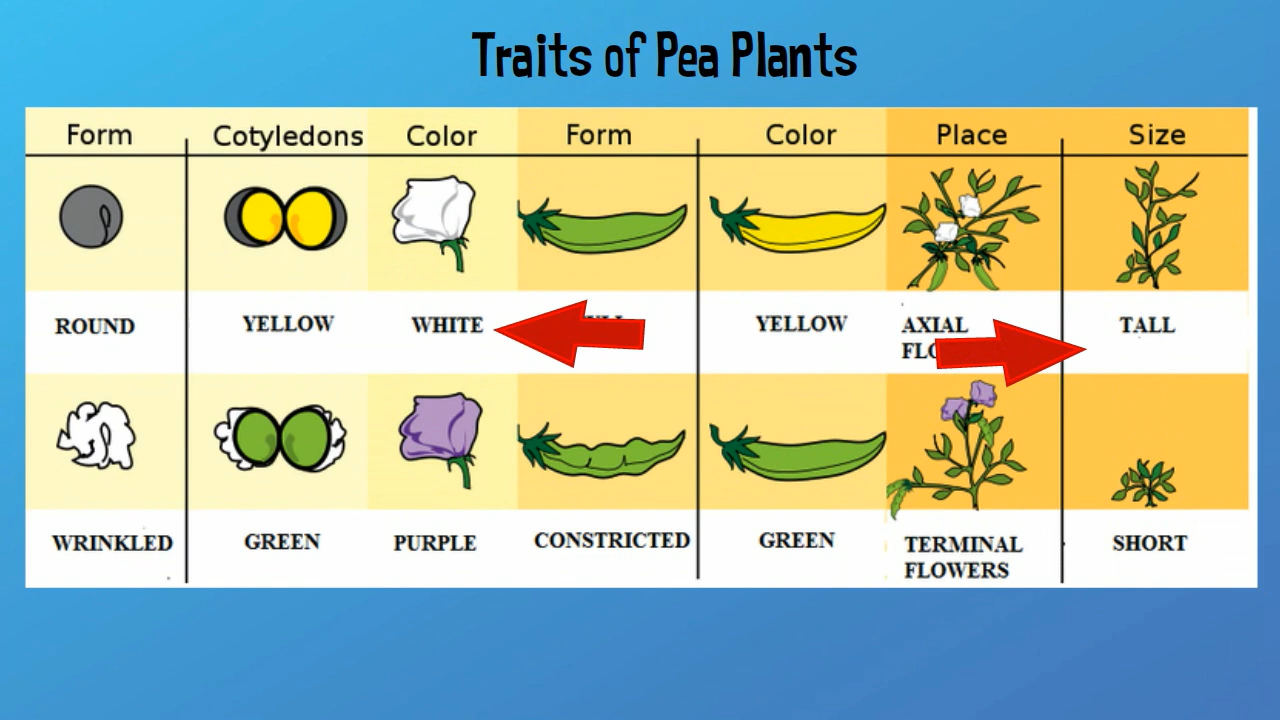 Traits of Pea Plants
Form Cotyledons Color Form Color Place Size
ROUND YELLOW WHITE YELLOW AXIAL TALL
WRINKLED GREEN PURPLE CONSTRICTED GREEN TERMINAL FLOWERS SHORT